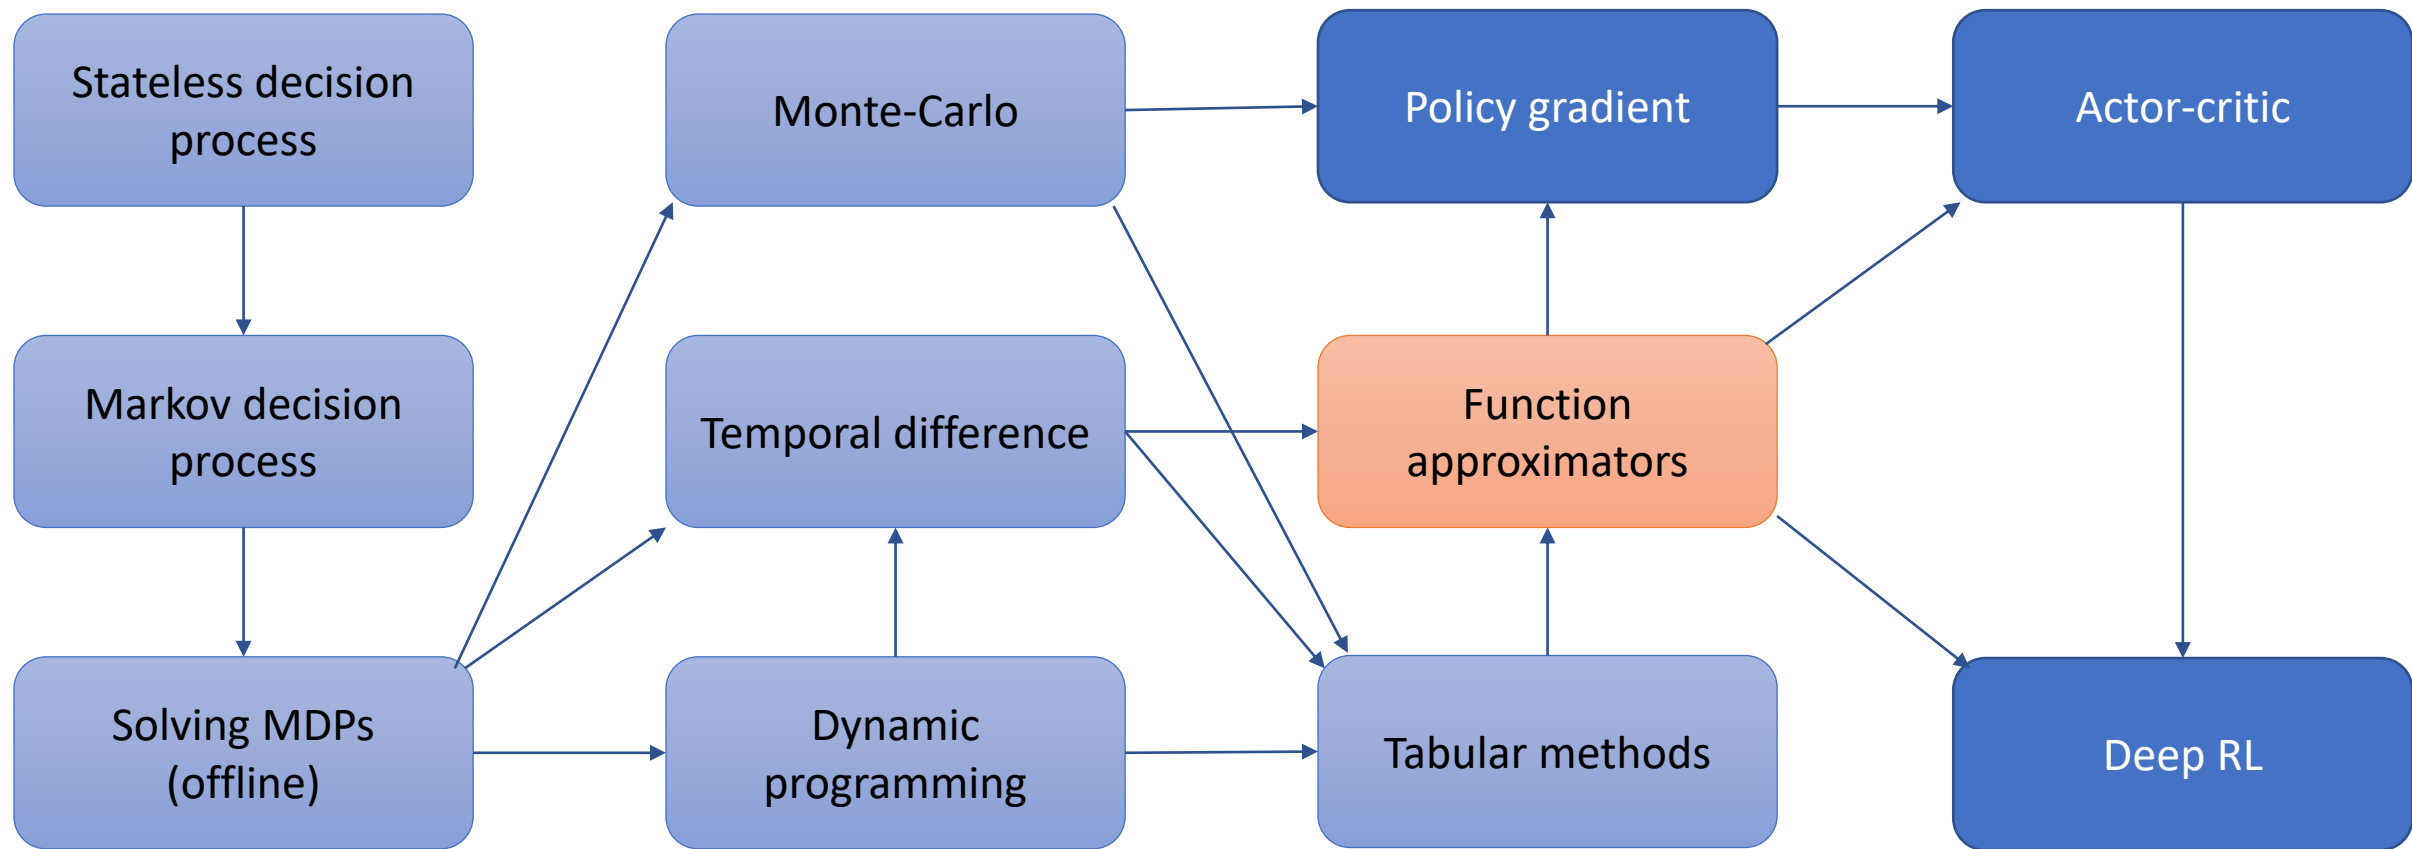 Stateless decision
process
Monte-Carlo
Policy gradient
Actor-critic
Markov decision
process
Temporal difference
Function
approximators
Solving MDPs
(offline)
Dynamic
programming
Tabular methods
Deep RL